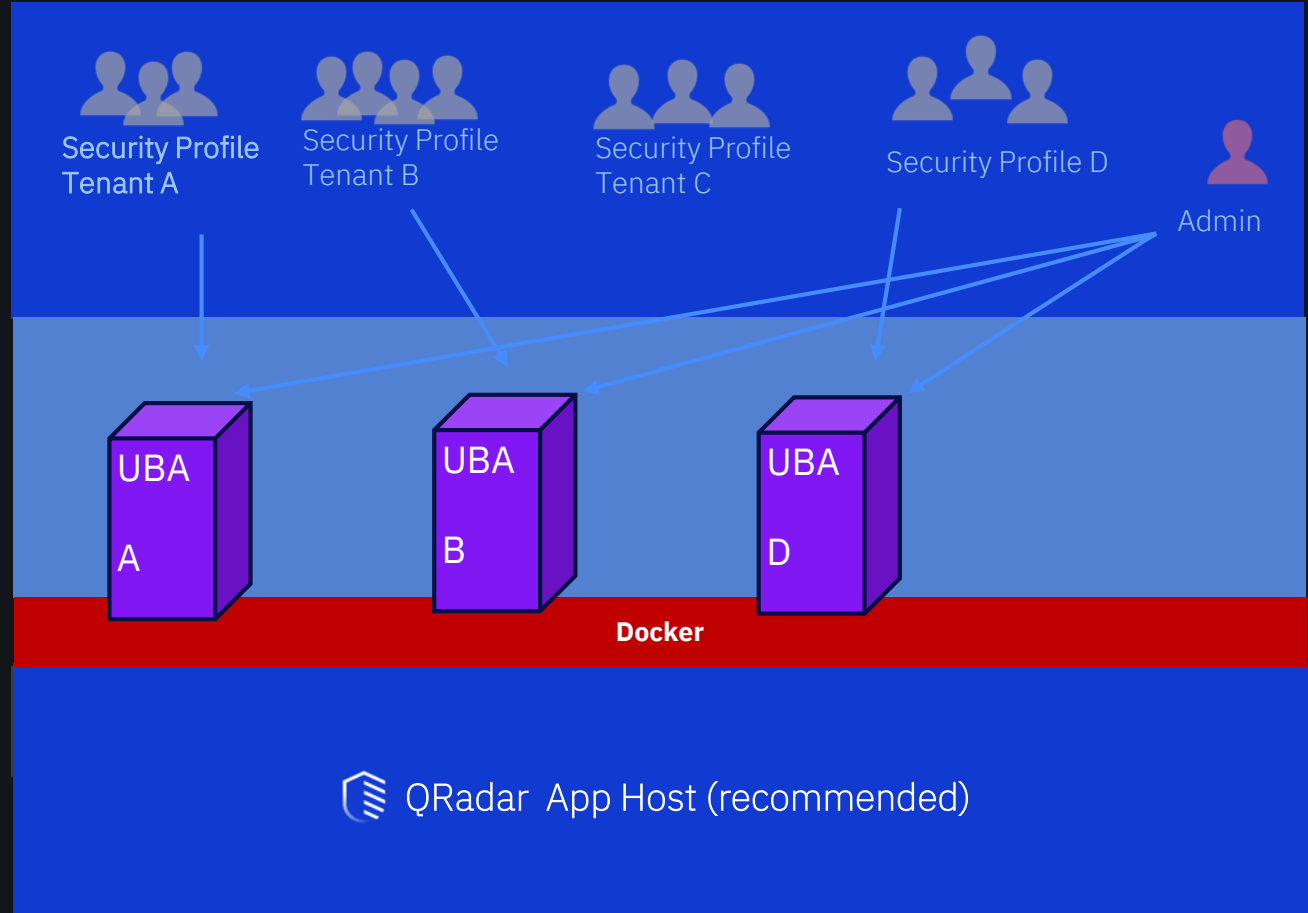 Security Profile
Tenant A
Security Profile
Tenant B
Security Profile
Tenant C
Security Profile D
Admin
UBA
A
UBA
B
UBA
D
Docker
QRadar  App Host (recommended)